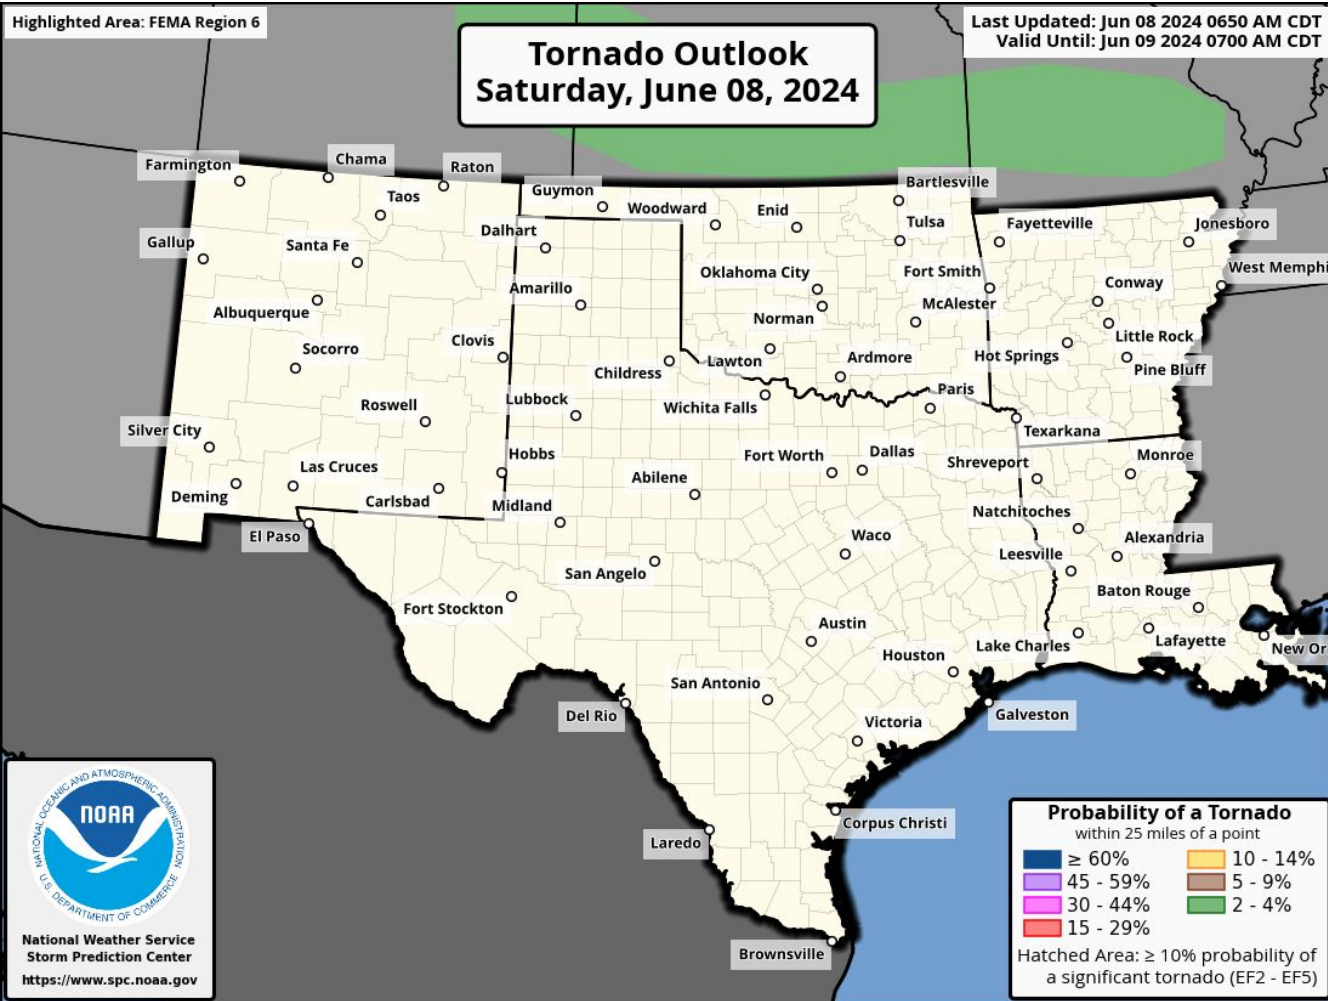 Highlighted Area: FEMA Region 6
Last Updated: Jun 08 2024 0650 AM CDT
Valid Until: Jun 09 2024 0700 AM CDT
Tornado Outlook
Saturday, June 08, 2024
Farmington
Chama
Raton
Taos
Guymon
Woodward
Enid
Bartlesville
Tulsa
Fayetteville
Jonesboro
Gallup
Santa Fe
Dalhart
Oklahoma City
Fort Smith
West Memphi
Amarillo
Conway
Albuquerque
McAlester
Norman
Little Rock
Socorro
Clovis
Childress
Lawton
Ardmore
Hot Springs
Pine Bluff
Roswell
Lubbock
Wichita Falls
Paris
Silver City
Texarkana
Las Cruces
Hobbs
Abilene
Fort Worth
Dallas
Shreveport
Monroe
Deming
Carlsbad
Midland
Natchitoches
El Paso
Waco
Leesville
Alexandria
San Angelo
Baton Rouge
Fort Stockton
Austin
Houston
Lake Charles
Lafayette
New Or
San Antonio
Del Rio
Victoria
Galveston
Corpus Christi
Laredo
Brownsville
NATIONAL OCEANIC AND ATMOSPHERIC ADMINISTRATION
NOAA
U.S. DEPARTMENT OF COMMERCE
National Weather Service
Storm Prediction Center
https://www.spc.noaa.gov
Probability of a Tornado
within 25 miles of a point
≥ 60%
10 - 14%
45 - 59%
5 - 9%
30 - 44%
2 - 4%
15 - 29%
Hatched Area: ≥ 10% probability of
a significant tornado (EF2 - EF5)